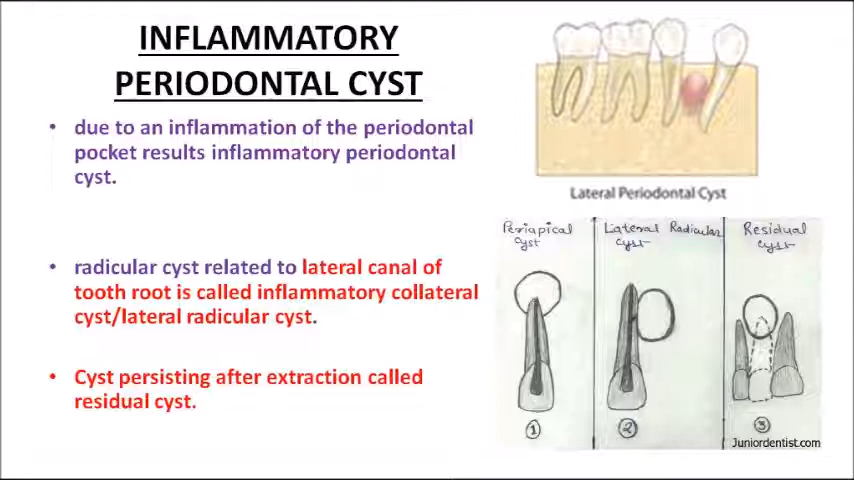 INFLAMMATORY
PERIODONTAL CYST
• due to an inflammation of the periodontal
pocket results inflammatory periodontal
cyst.
• radicular cyst related to lateral canal of
tooth root is called inflammatory collateral
cyst/lateral radicular cyst.
• Cyst persisting after extraction called
residual cyst.
Lateral Periodontal Cyst
Periapical
Cyst
Lateral Radicular
Cyst
Residual
Cyst
1
2
3
Juniordentist.com